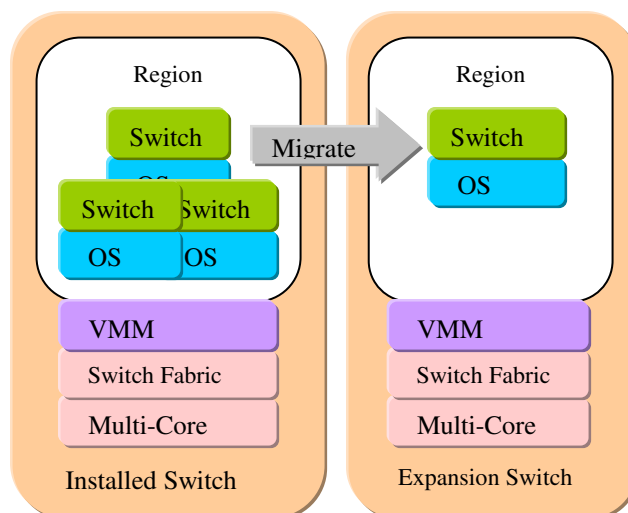 Region
Switch
OS
Switch
Switch
OS
OS
VMM
Switch Fabric
Multi-Core
Installed Switch
Migrate
Region
Switch
OS
VMM
Switch Fabric
Multi-Core
Expansion Switch